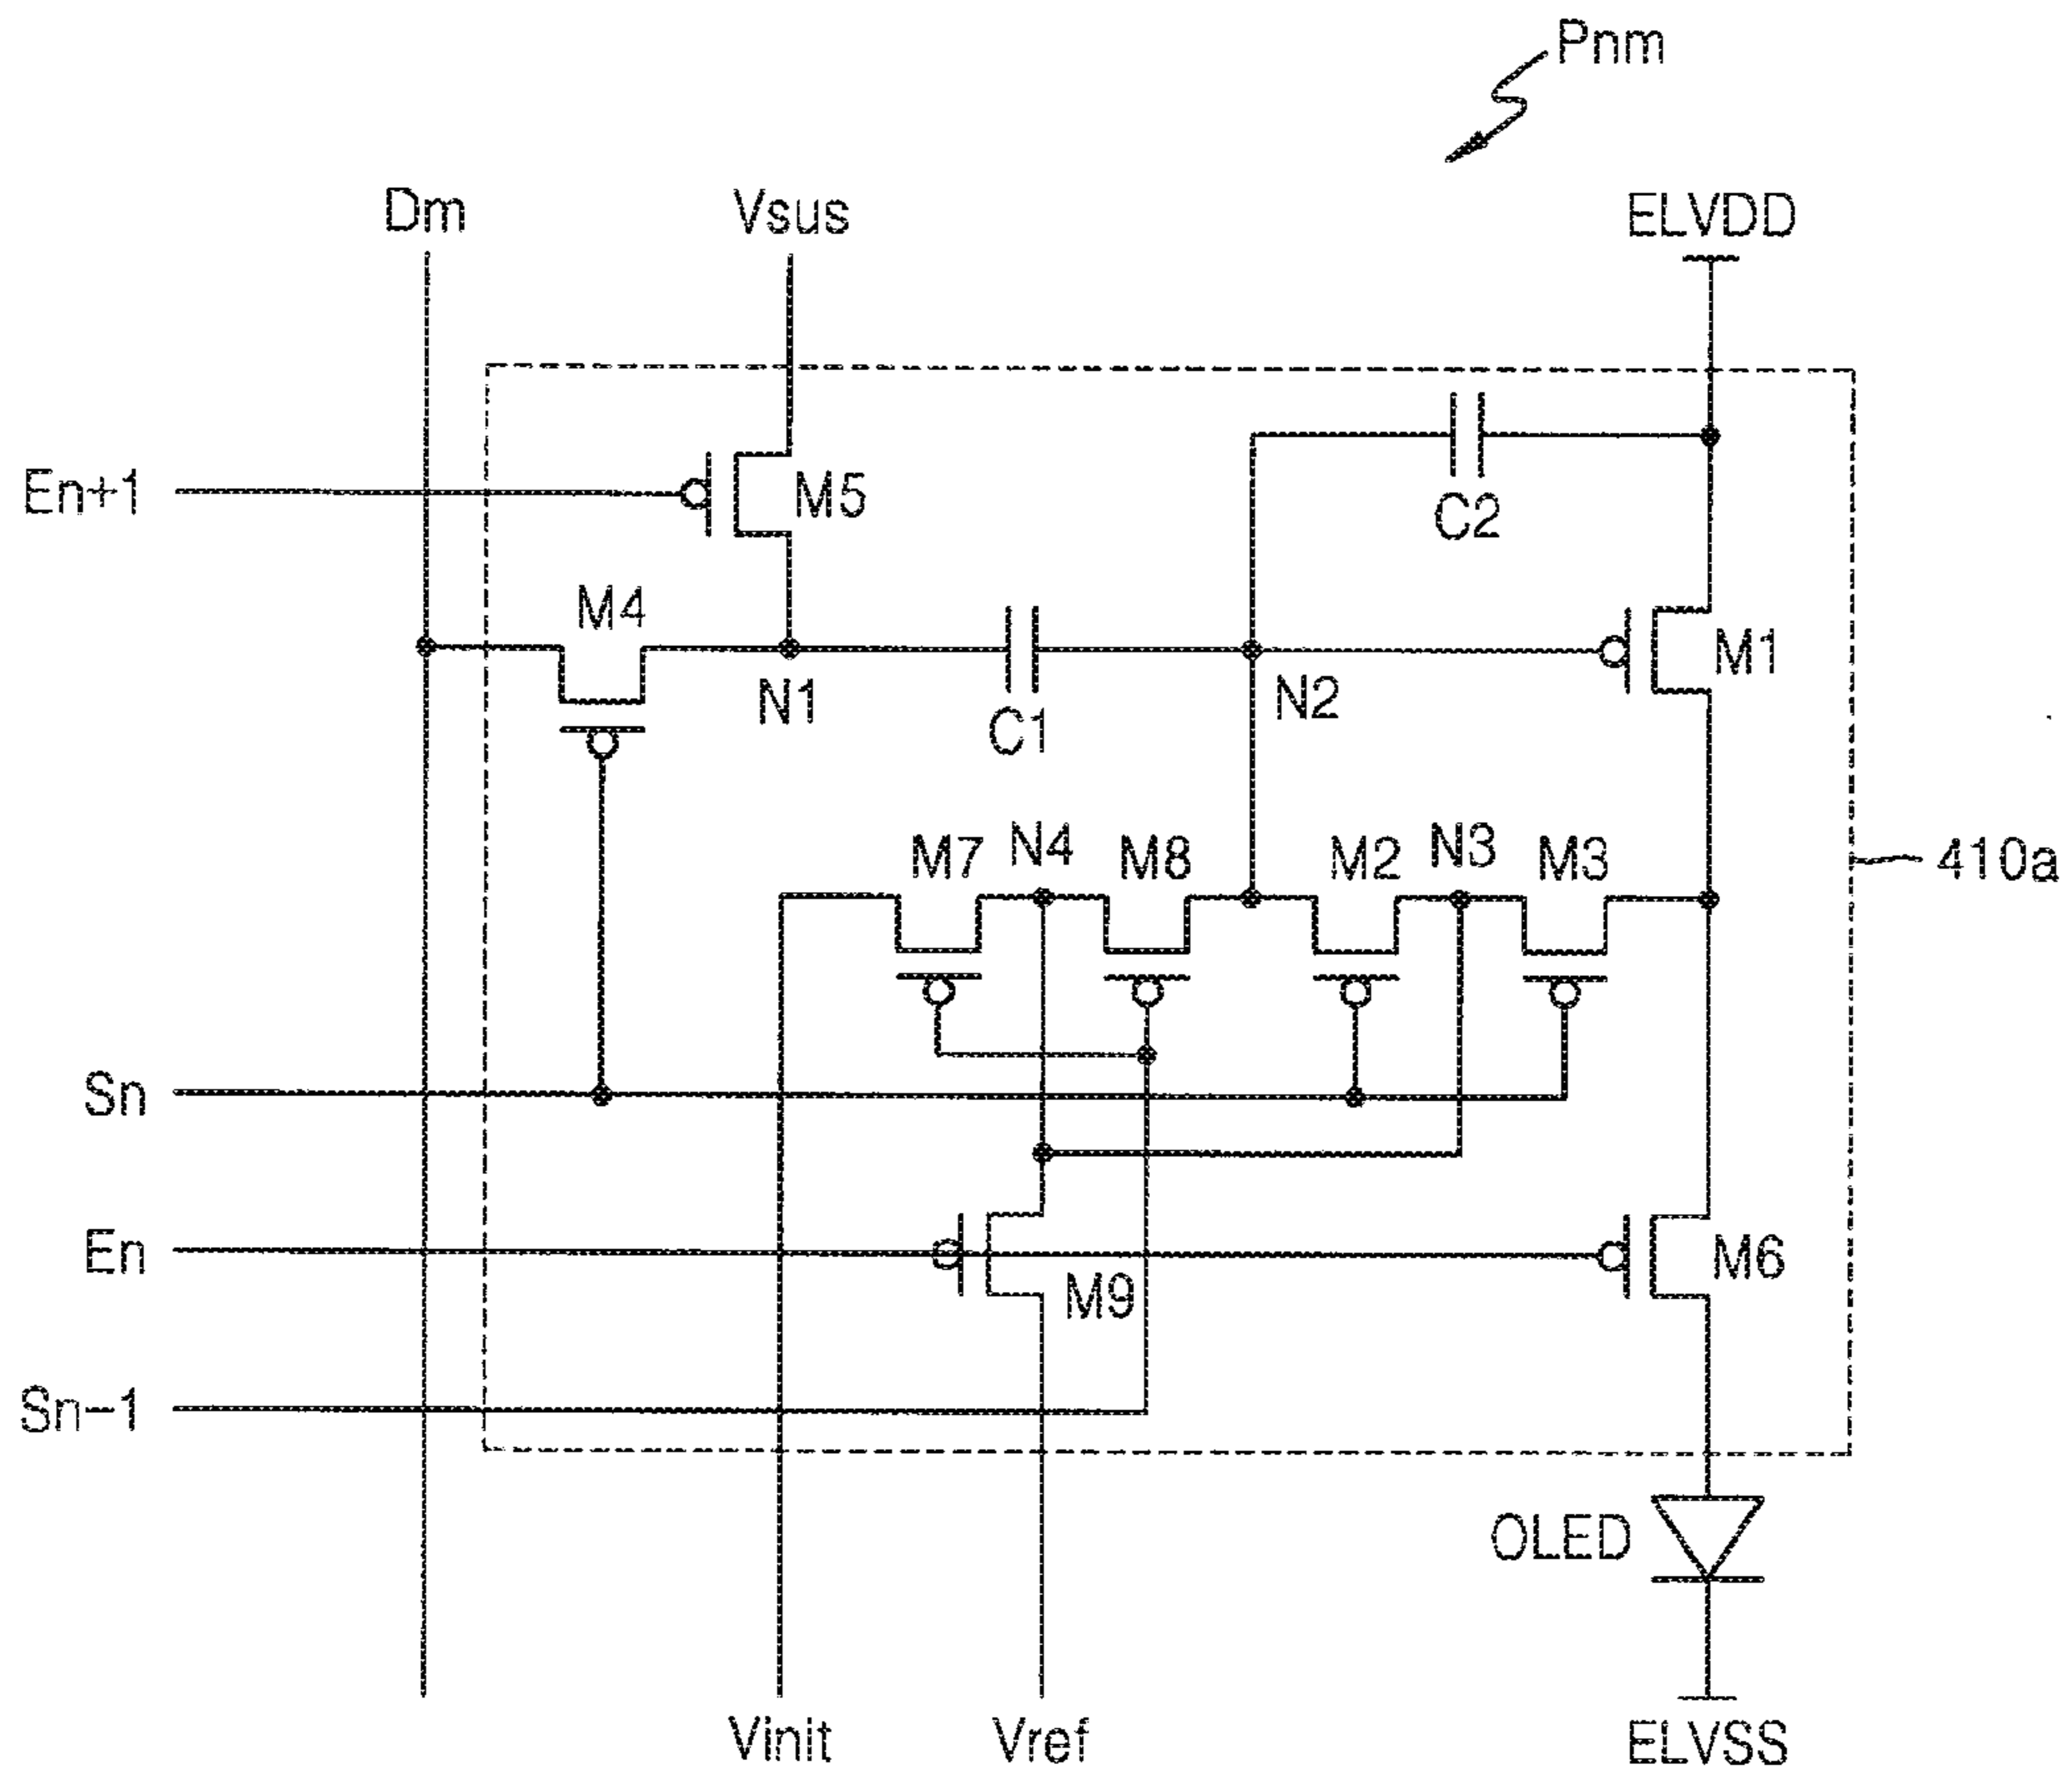 Pnm
Dm
Vsus
ELVDD
En+1
M5
C2
M4
M1
N1
C1
N2
M7
N4
M8
M2
N3
M3
410a
Sn
En
M9
M6
Sn-1
OLED
Vinit
Vref
ELVSS